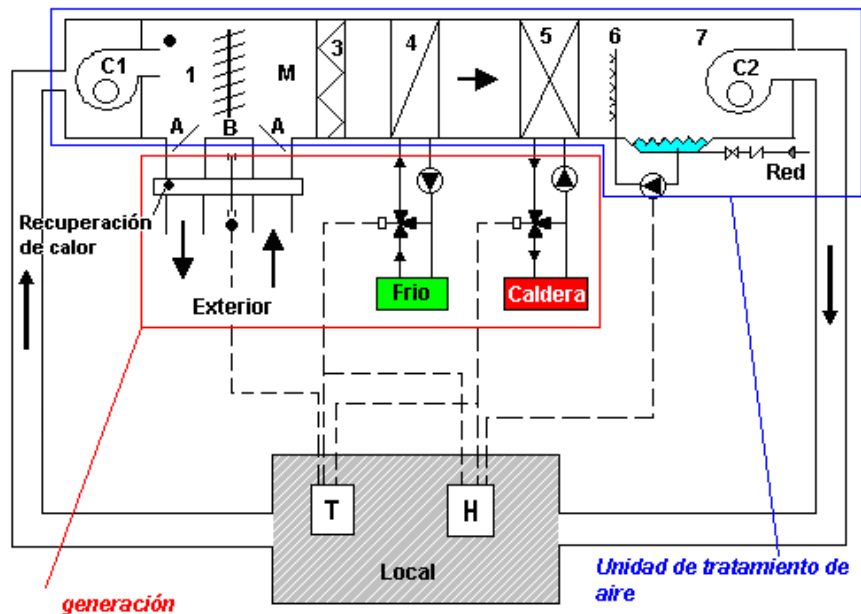 C1
1
M
3
4
5
6
7
C2
A
B
A
Red
Recuperación
de calor
Exterior
Frio
Caldera
T
H
Local
generación
Unidad de tratamiento de
aire